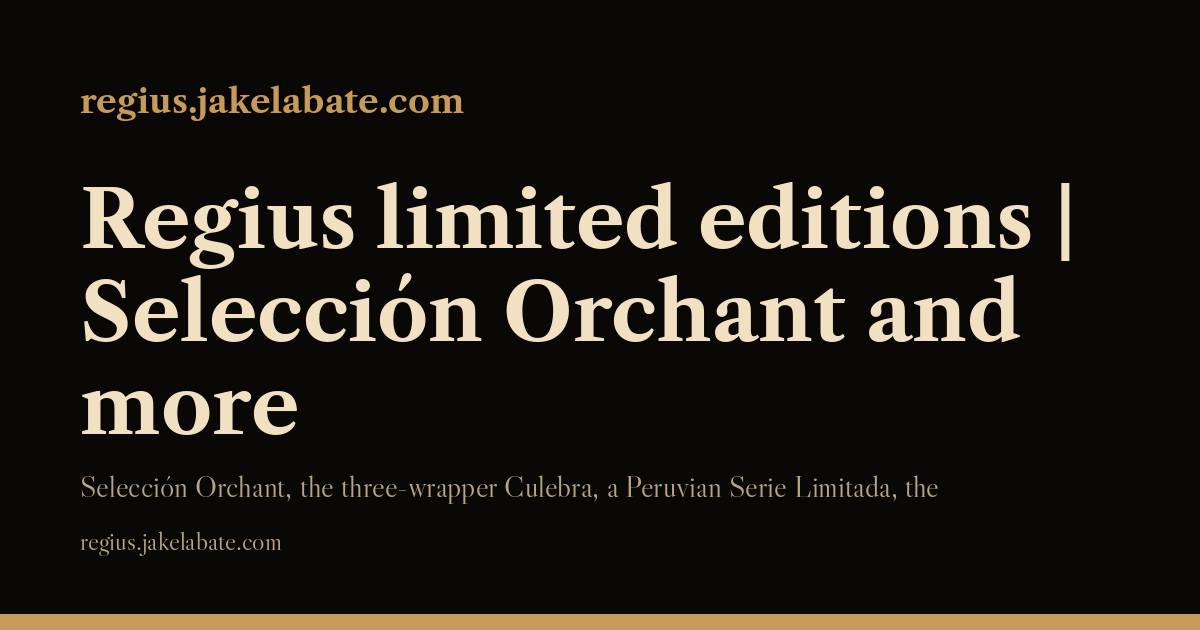 regius.jakelabate.com
Regius limited editions |
Selección Orchant and
more
Selección Orchant, the three-wrapper Culebra, a Peruvian Serie Limitada, the
regius.jakelabate.com